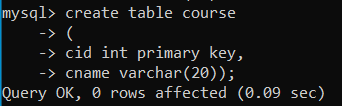 mysql> create table course
    -> (
    -> cid int primary key,
    -> cname varchar(20));
Query OK, 0 rows affected (0.09 sec)